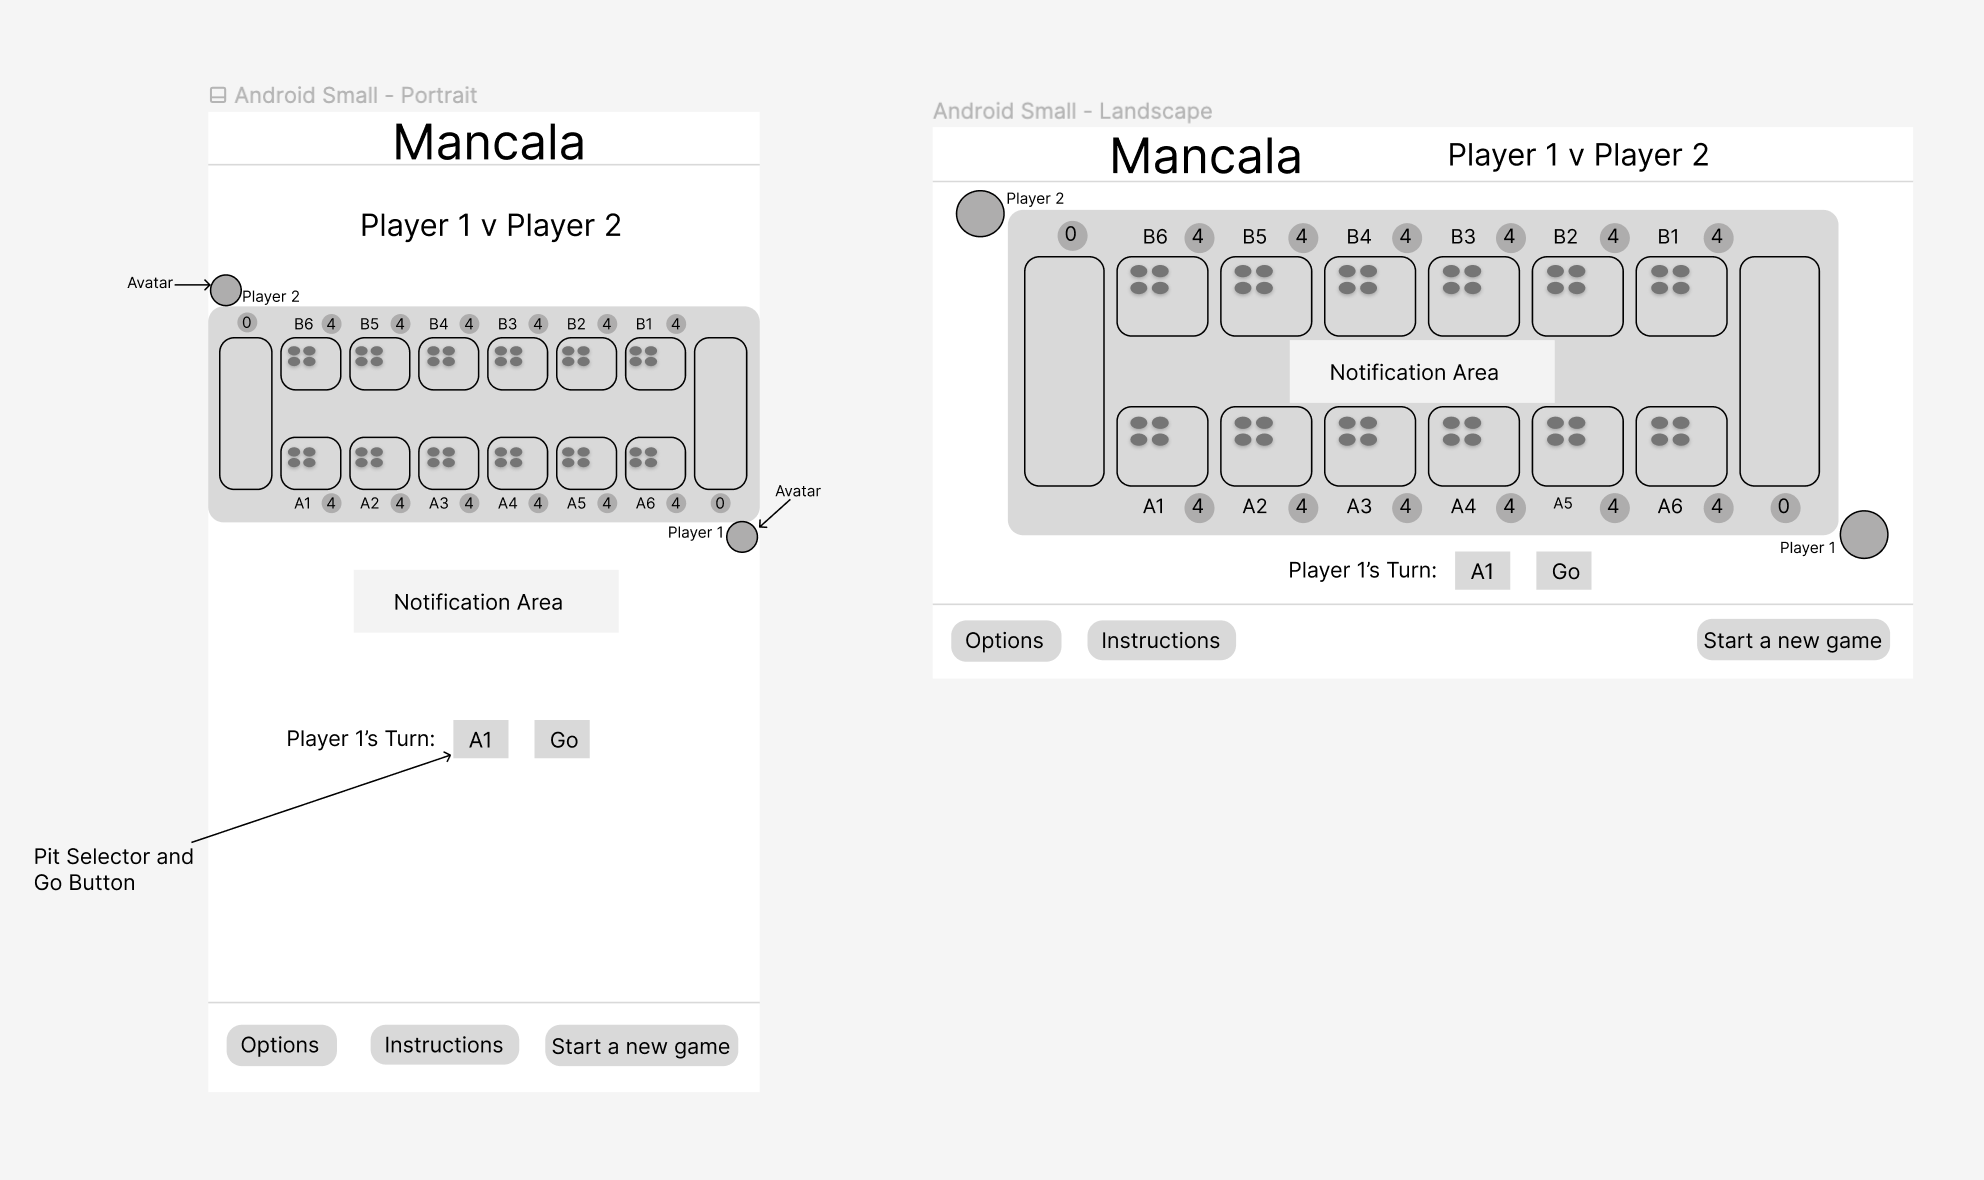 Android Small - Portrait
Mancala
Player 1 v Player 2
Avatar
Player 2
0 B6 4 B5 4 B4 4 B3 4 B2 4 B1 4
A1 4 A2 4 A3 4 A4 4 A5 4 A6 4 0
Avatar
Player 1
Notification Area
Player 1’s Turn: A1 Go
Pit Selector and
Go Button
Options Instructions Start a new game
Android Small - Landscape
Mancala Player 1 v Player 2
Player 2
0 B6 4 B5 4 B4 4 B3 4 B2 4 B1 4
Notification Area
A1 4 A2 4 A3 4 A4 4 A5 4 A6 4 0
Player 1
Player 1’s Turn: A1 Go
Options Instructions Start a new game